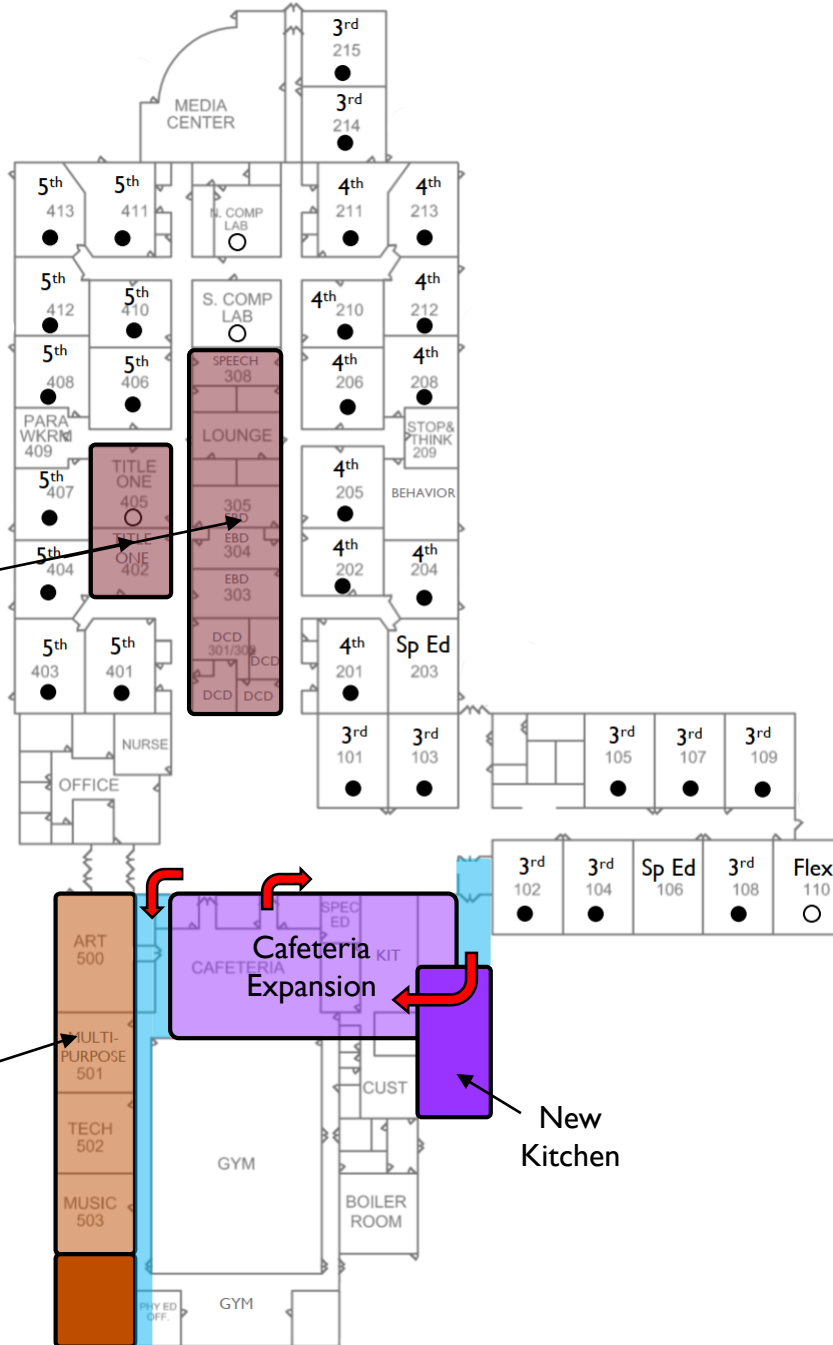 3rd
215
3rd
214
MEDIA
CENTER
5th
413
5th
411
N. COMP
LAB
4th
211
4th
213
5th
412
5th
410
S. COMP
LAB
4th
210
4th
212
5th
408
5th
406
SPEECH
308
4th
206
4th
208
PARA
WKRM
409
LOUNGE
STOP&
THINK
209
TITLE
ONE
405
5th
407
305
EBD
4th
205
BEHAVIOR
TITLE
ONE
402
5th
404
EBD
304
4th
202
4th
204
EBD
303
5th
403
5th
401
DCD
301/302
DCD
DCD
DCD
4th
201
Sp Ed
203
NURSE
OFFICE
3rd
101
3rd
103
3rd
105
3rd
107
3rd
109
3rd
102
3rd
104
Sp Ed
106
3rd
108
Flex
110
ART
500
SPEC
ED
CAFETERIA
KIT
Cafeteria
Expansion
MULTI-
PURPOSE
501
CUST
New
Kitchen
TECH
502
GYM
MUSIC
503
BOILER
ROOM
PHY ED
OFF.
GYM